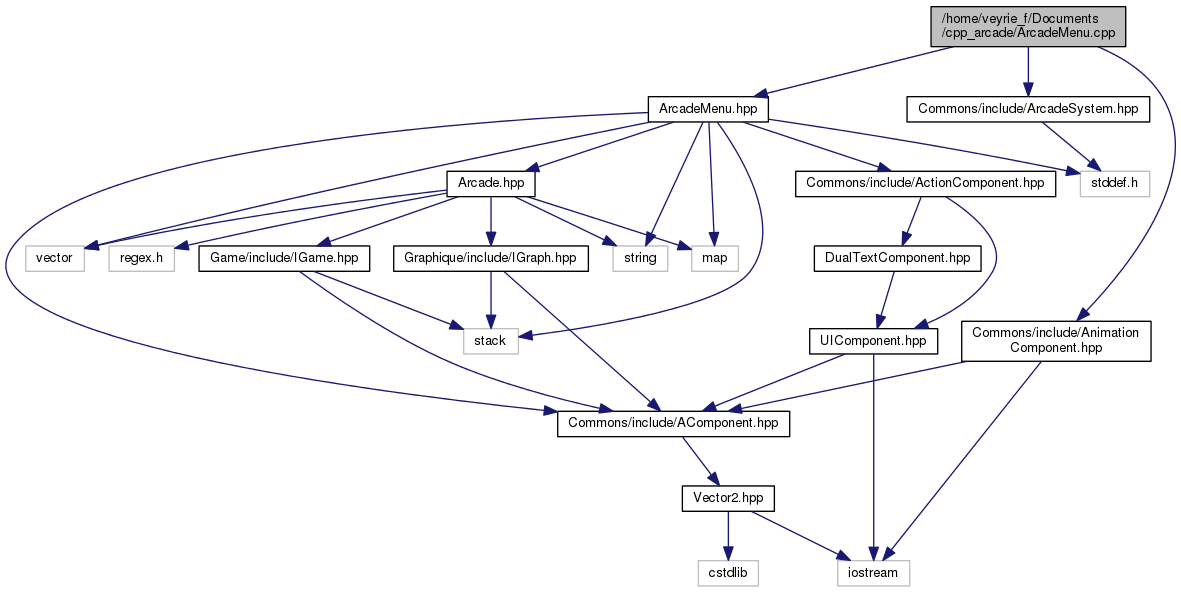 /home/veyrie_f/Documents
/cpp_arcade/ArcadeMenu.cpp
ArcadeMenu.hpp
Commons/include/ArcadeSystem.hpp
Arcade.hpp
Commons/include/ActionComponent.hpp
stddef.h
vector
regex.h
Game/include/IGame.hpp
Graphique/include/IGraph.hpp
string
map
DualTextComponent.hpp
stack
UIComponent.hpp
Commons/include/Animation
Component.hpp
Commons/include/AComponent.hpp
Vector2.hpp
cstdlib
iostream